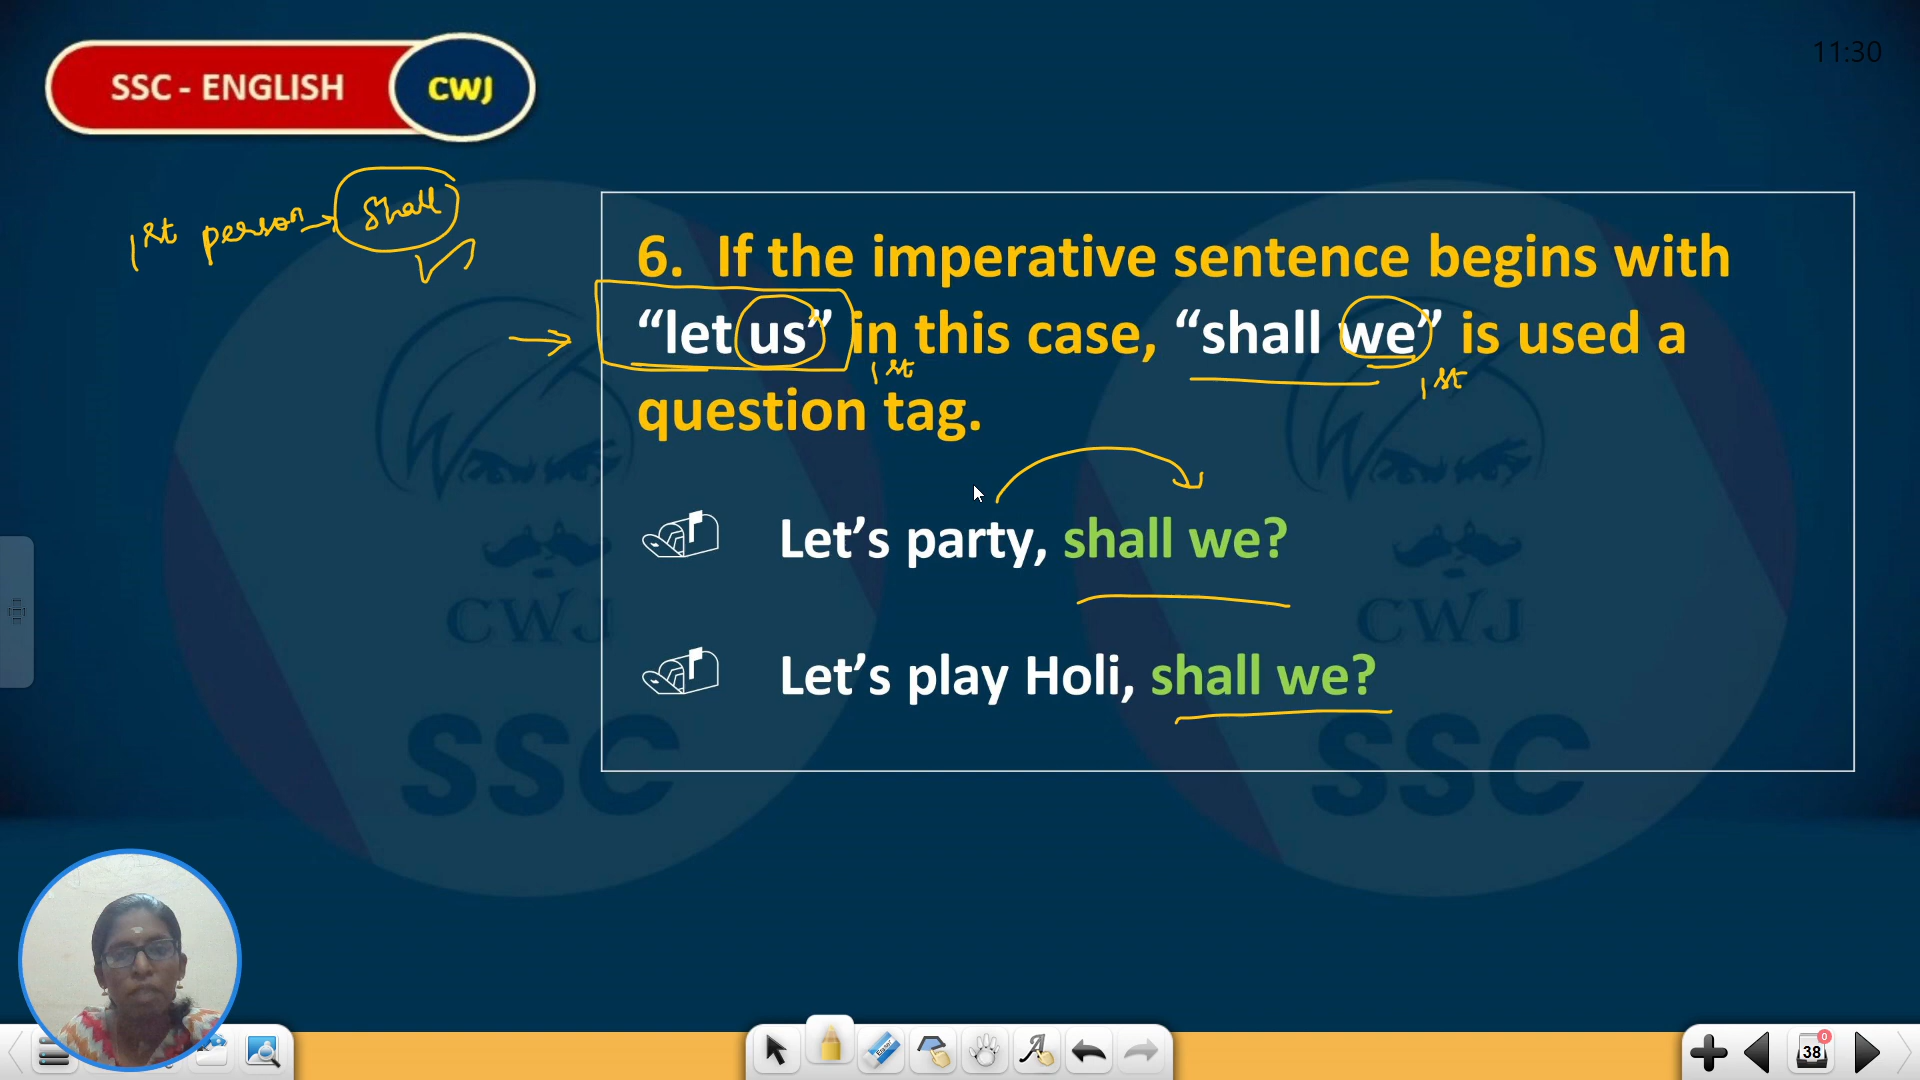 11:30
SSC - ENGLISH CWJ
1st person → shall
6. If the imperative sentence begins with
“let us” in this case, “shall we” is used a
1st 1st
question tag.
Let’s party, shall we?
Let’s play Holi, shall we?
CWJ CWJ
SSC SSC
38 0